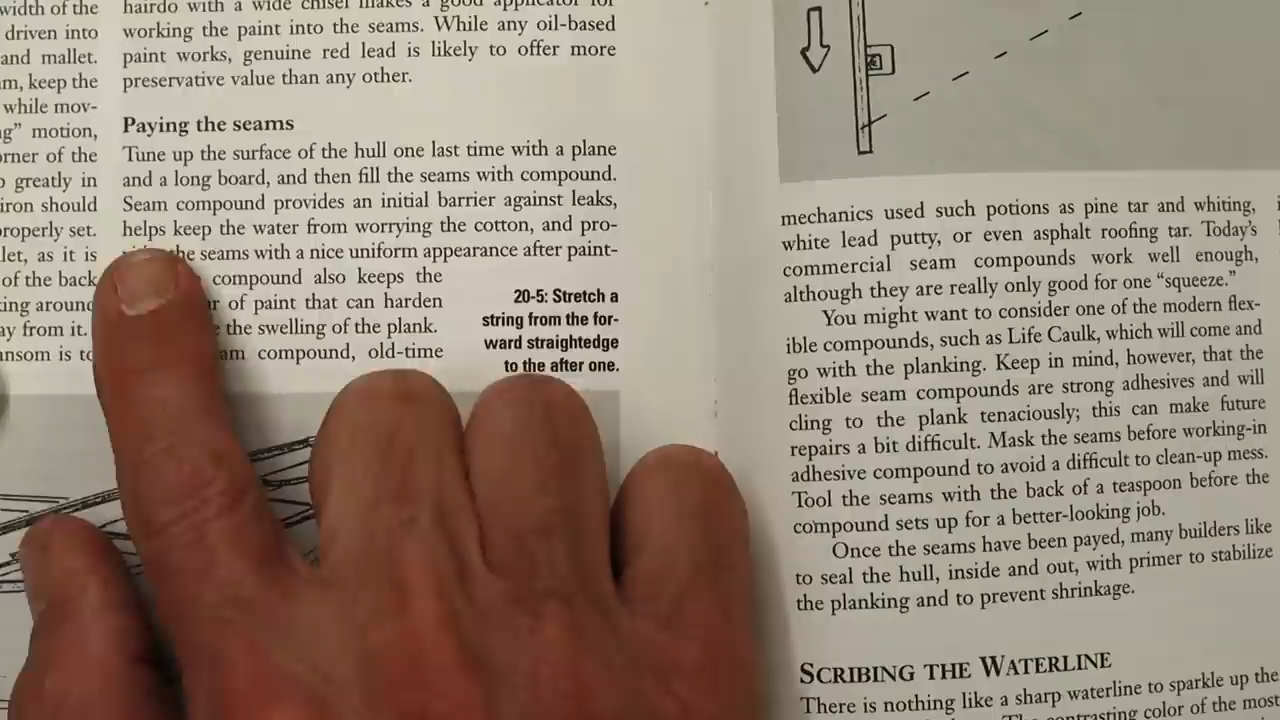 width of the
driven into
and mallet.
m, keep the
while mov-
g” motion,
orner of the
greatly in
iron should
properly set.
let, as it is
of the back
king around
ay from it.
ansom is to
hairdo with a wide chisel makes a good applicator for
working the paint into the seams. While any oil-based
paint works, genuine red lead is likely to offer more
preservative value than any other.
Paying the seams
Tune up the surface of the hull one last time with a plane
and a long board, and then fill the seams with compound.
Seam compound provides an initial barrier against leaks,
helps keep the water from worrying the cotton, and pro-
the seams with a nice uniform appearance after paint-
compound also keeps the
of paint that can harden
the swelling of the plank.
compound, old-time
20-5: Stretch a
string from the for-
ward straightedge
to the after one.
mechanics used such potions as pine tar and whiting,
white lead putty, or even asphalt roofing tar. Today’s
commercial seam compounds work well enough,
although they are really only good for one “squeeze.”
You might want to consider one of the modern flex-
ible compounds, such as Life Caulk, which will come and
go with the planking. Keep in mind, however, that the
flexible seam compounds are strong adhesives and will
cling to the plank tenaciously; this can make future
repairs a bit difficult. Mask the seams before working-in
adhesive compound to avoid a difficult to clean-up mess.
Tool the seams with the back of a teaspoon before the
compound sets up for a better-looking job.
Once the seams have been payed, many builders like
to seal the hull, inside and out, with primer to stabilize
the planking and to prevent shrinkage.
SCRIBING THE WATERLINE
There is nothing like a sharp waterline to sparkle up the
contrasting color of the most